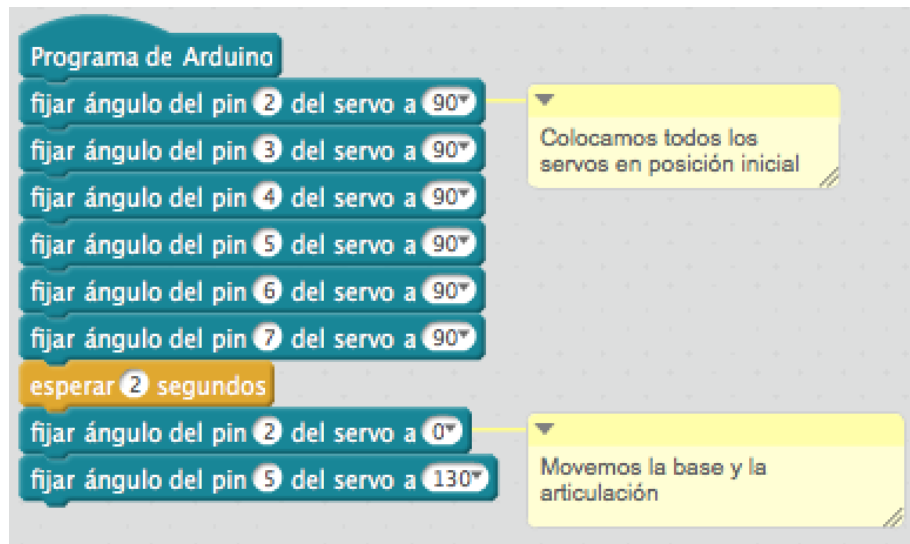 Programa de Arduino
fijar ángulo del pin 2 del servo a 90
Colocamos todos los
servos en posición inicial
fijar ángulo del pin 3 del servo a 90
fijar ángulo del pin 4 del servo a 90
fijar ángulo del pin 5 del servo a 90
fijar ángulo del pin 6 del servo a 90
fijar ángulo del pin 7 del servo a 90
esperar 2 segundos
fijar ángulo del pin 2 del servo a 0
Movemos la base y la
articulación
fijar ángulo del pin 5 del servo a 130